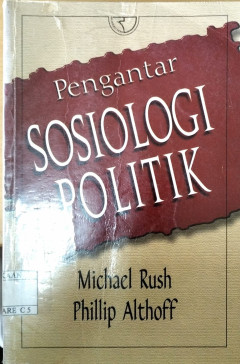 Pengantar
SOSIOLOGI
POLITIK
Michael Rush
Phillip Althoff